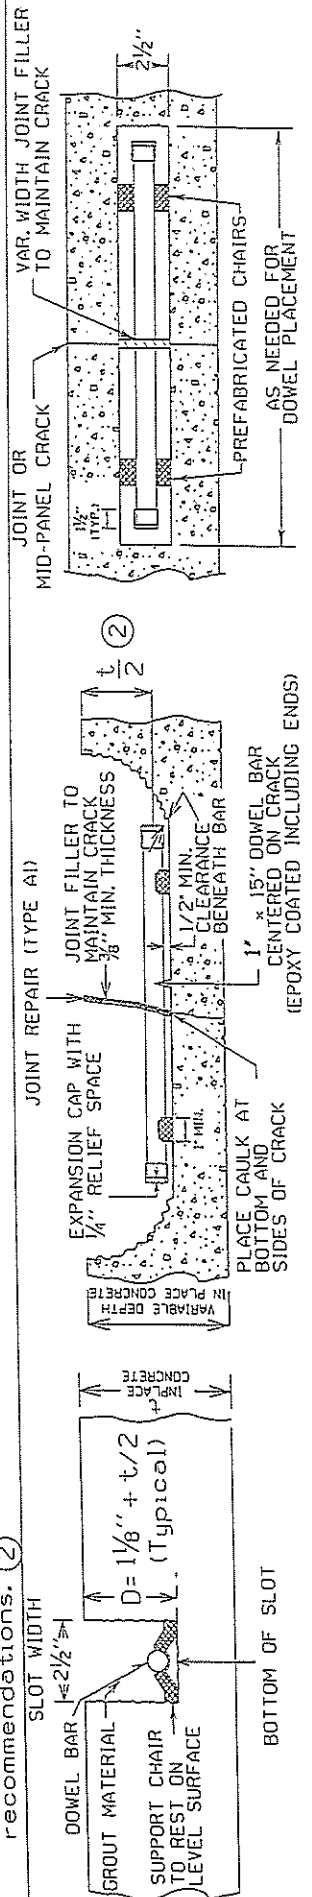 recommendations. (2)
SLOT WIDTH
2½"
DOWEL BAR
GROUT MATERIAL
SUPPORT CHAIR
TO REST ON
LEVEL SURFACE
D= 1⅛" + t/2
(Typical)
t
INPLACE
CONCRETE
BOTTOM OF SLOT
JOINT REPAIR (TYPE A1)
EXPANSION CAP WITH
¼" RELIEF SPACE
JOINT FILLER TO
MAINTAIN CRACK
⅜" MIN. THICKNESS
t/2 (2)
VARIABLE DEPTH
IN PLACE CONCRETE
1" MIN.
1/2" MIN.
CLEARANCE
BENEATH BAR
PLACE CAULK AT
BOTTOM AND
SIDES OF CRACK
1" × 15" DOWEL BAR
CENTERED ON CRACK
(EPOXY COATED INCLUDING ENDS)
JOINT OR
MID-PANEL CRACK
VAR. WIDTH JOINT FILLER
TO MAINTAIN CRACK
1½"
(TYP.)
2½"
PREFABRICATED CHAIRS
AS NEEDED FOR
DOWEL PLACEMENT